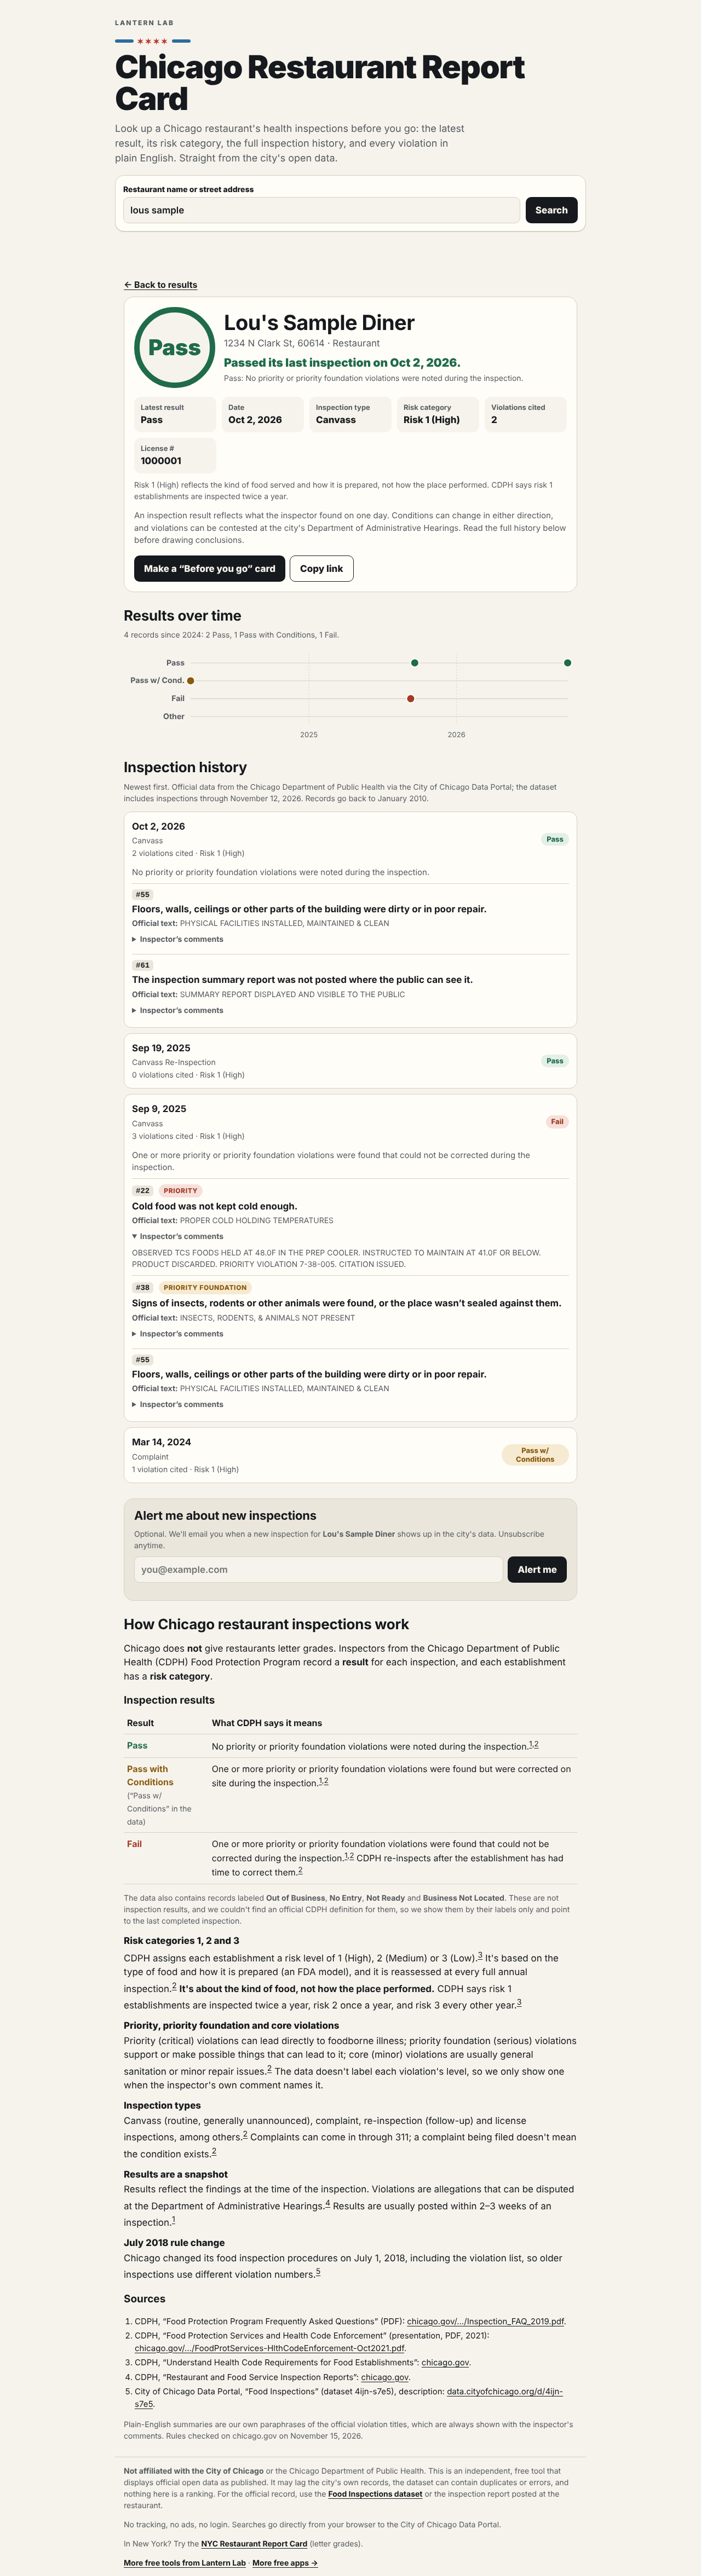 LANTERN LAB
Chicago Restaurant Report
Card
Look up a Chicago restaurant's health inspections before you go: the latest
result, its risk category, the full inspection history, and every violation in
plain English. Straight from the city's open data.
Restaurant name or street address
lous sample
Search
← Back to results
Pass
Lou's Sample Diner
1234 N Clark St, 60614 · Restaurant
Passed its last inspection on Oct 2, 2026.
Pass: No priority or priority foundation violations were noted during the inspection.
Latest result
Pass
Date
Oct 2, 2026
Inspection type
Canvass
Risk category
Risk 1 (High)
Violations cited
2
License #
1000001
Risk 1 (High) reflects the kind of food served and how it is prepared, not how the place performed. CDPH says risk 1
establishments are inspected twice a year.
An inspection result reflects what the inspector found on one day. Conditions can change in either direction,
and violations can be contested at the city's Department of Administrative Hearings. Read the full history below
before drawing conclusions.
Make a “Before you go” card
Copy link
Results over time
4 records since 2024: 2 Pass, 1 Pass with Conditions, 1 Fail.
Pass
Pass w/ Cond.
Fail
Other
2025
2026
Inspection history
Newest first. Official data from the Chicago Department of Public Health via the City of Chicago Data Portal; the dataset
includes inspections through November 12, 2026. Records go back to January 2010.
Oct 2, 2026
Canvass
2 violations cited · Risk 1 (High)
Pass
No priority or priority foundation violations were noted during the inspection.
#55
Floors, walls, ceilings or other parts of the building were dirty or in poor repair.
Official text: PHYSICAL FACILITIES INSTALLED, MAINTAINED & CLEAN
▶ Inspector’s comments
#61
The inspection summary report was not posted where the public can see it.
Official text: SUMMARY REPORT DISPLAYED AND VISIBLE TO THE PUBLIC
▶ Inspector’s comments
Sep 19, 2025
Canvass Re-Inspection
0 violations cited · Risk 1 (High)
Pass
Sep 9, 2025
Canvass
3 violations cited · Risk 1 (High)
Fail
One or more priority or priority foundation violations were found that could not be corrected during the
inspection.
#22 PRIORITY
Cold food was not kept cold enough.
Official text: PROPER COLD HOLDING TEMPERATURES
▼ Inspector’s comments
OBSERVED TCS FOODS HELD AT 48.0F IN THE PREP COOLER. INSTRUCTED TO MAINTAIN AT 41.0F OR BELOW.
PRODUCT DISCARDED. PRIORITY VIOLATION 7-38-005. CITATION ISSUED.
#38 PRIORITY FOUNDATION
Signs of insects, rodents or other animals were found, or the place wasn’t sealed against them.
Official text: INSECTS, RODENTS, & ANIMALS NOT PRESENT
▶ Inspector’s comments
#55
Floors, walls, ceilings or other parts of the building were dirty or in poor repair.
Official text: PHYSICAL FACILITIES INSTALLED, MAINTAINED & CLEAN
▶ Inspector’s comments
Mar 14, 2024
Complaint
1 violation cited · Risk 1 (High)
Pass w/
Conditions
Alert me about new inspections
Optional. We'll email you when a new inspection for Lou's Sample Diner shows up in the city's data. Unsubscribe
anytime.
you@example.com
Alert me
How Chicago restaurant inspections work
Chicago does not give restaurants letter grades. Inspectors from the Chicago Department of Public
Health (CDPH) Food Protection Program record a result for each inspection, and each establishment
has a risk category.
Inspection results
Result
What CDPH says it means
Pass
No priority or priority foundation violations were noted during the inspection.1,2
Pass with
Conditions
(“Pass w/
Conditions” in the
data)
One or more priority or priority foundation violations were found but were corrected on
site during the inspection.1,2
Fail
One or more priority or priority foundation violations were found that could not be
corrected during the inspection.1,2 CDPH re-inspects after the establishment has had
time to correct them.2
The data also contains records labeled Out of Business, No Entry, Not Ready and Business Not Located. These are not
inspection results, and we couldn't find an official CDPH definition for them, so we show them by their labels only and point
to the last completed inspection.
Risk categories 1, 2 and 3
CDPH assigns each establishment a risk level of 1 (High), 2 (Medium) or 3 (Low).3 It's based on the
type of food and how it is prepared (an FDA model), and it is reassessed at every full annual
inspection.2 It's about the kind of food, not how the place performed. CDPH says risk 1
establishments are inspected twice a year, risk 2 once a year, and risk 3 every other year.3
Priority, priority foundation and core violations
Priority (critical) violations can lead directly to foodborne illness; priority foundation (serious) violations
support or make possible things that can lead to it; core (minor) violations are usually general
sanitation or minor repair issues.2 The data doesn't label each violation's level, so we only show one
when the inspector's own comment names it.
Inspection types
Canvass (routine, generally unannounced), complaint, re-inspection (follow-up) and license
inspections, among others.2 Complaints can come in through 311; a complaint being filed doesn't mean
the condition exists.2
Results are a snapshot
Results reflect the findings at the time of the inspection. Violations are allegations that can be disputed
at the Department of Administrative Hearings.4 Results are usually posted within 2–3 weeks of an
inspection.1
July 2018 rule change
Chicago changed its food inspection procedures on July 1, 2018, including the violation list, so older
inspections use different violation numbers.5
Sources
1. CDPH, “Food Protection Program Frequently Asked Questions” (PDF): chicago.gov/…/Inspection_FAQ_2019.pdf.
2. CDPH, “Food Protection Services and Health Code Enforcement” (presentation, PDF, 2021):
chicago.gov/…/FoodProtServices-HlthCodeEnforcement-Oct2021.pdf.
3. CDPH, “Understand Health Code Requirements for Food Establishments”: chicago.gov.
4. CDPH, “Restaurant and Food Service Inspection Reports”: chicago.gov.
5. City of Chicago Data Portal, “Food Inspections” (dataset 4ijn-s7e5), description: data.cityofchicago.org/d/4ijn-
s7e5.
Plain-English summaries are our own paraphrases of the official violation titles, which are always shown with the inspector's
comments. Rules checked on chicago.gov on November 15, 2026.
Not affiliated with the City of Chicago or the Chicago Department of Public Health. This is an independent, free tool that
displays official open data as published. It may lag the city's own records, the dataset can contain duplicates or errors, and
nothing here is a ranking. For the official record, use the Food Inspections dataset or the inspection report posted at the
restaurant.
No tracking, no ads, no login. Searches go directly from your browser to the City of Chicago Data Portal.
In New York? Try the NYC Restaurant Report Card (letter grades).
More free tools from Lantern Lab · More free apps →